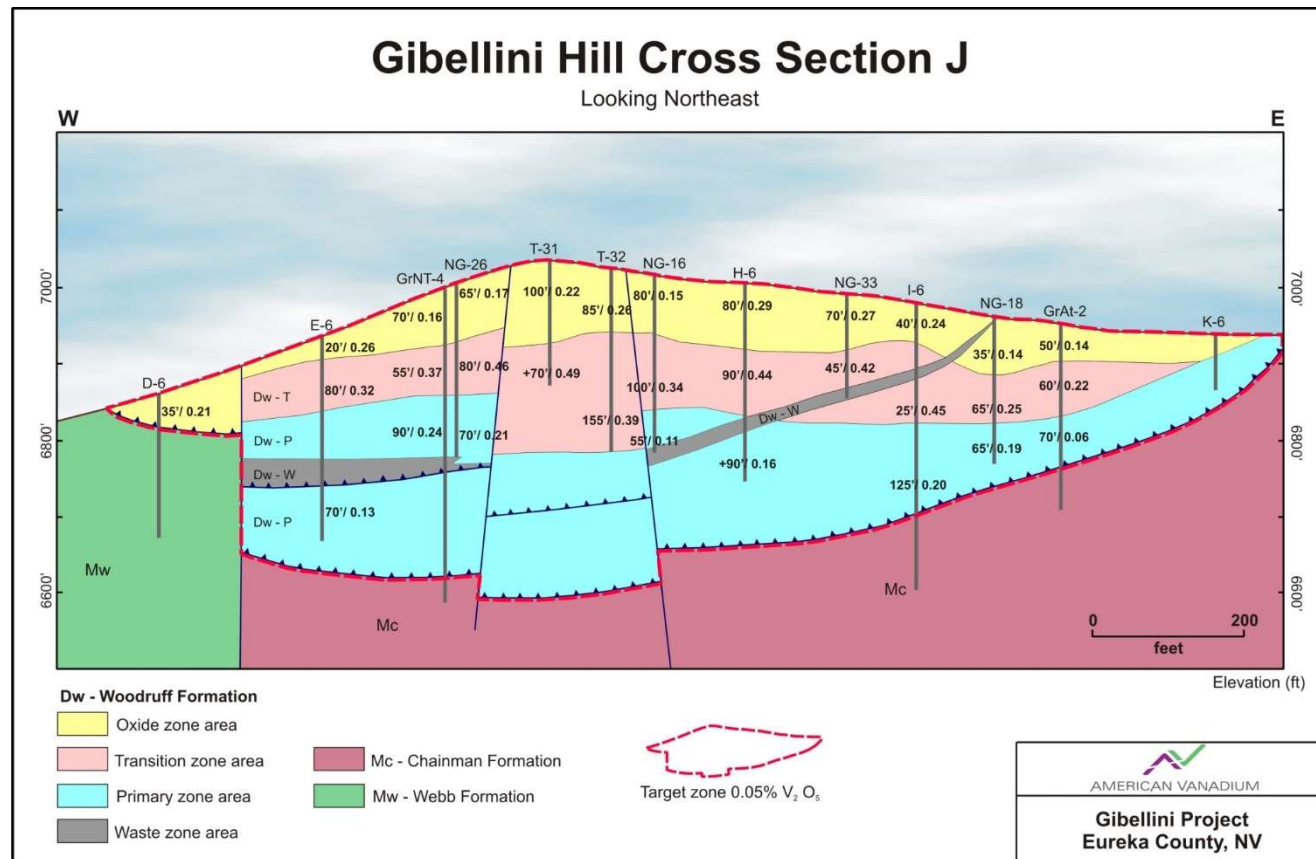 Gibellini Hill Cross Section J
Looking Northeast
W
E
T-31
T-32
NG-16
NG-26
GrNT-4
H-6
NG-33
I-6
NG-18
GrAt-2
K-6
E-6
D-6
7000'
7000'
6800'
6800'
6600'
6600'
65'/ 0.17
100'/ 0.22
80'/ 0.15
85'/ 0.26
80'/ 0.29
70'/ 0.27
40'/ 0.24
70'/ 0.16
20'/ 0.26
35'/ 0.14
50'/ 0.14
55'/ 0.37
80'/ 0.46
+70'/ 0.49
100'/ 0.34
90'/ 0.44
45'/ 0.42
60'/ 0.22
Dw - T
80'/ 0.32
35'/ 0.21
25'/ 0.45
65'/ 0.25
155'/ 0.39
Dw - W
Dw - P
90'/ 0.24
70'/ 0.21
55'/ 0.11
65'/ 0.19
70'/ 0.06
+90'/ 0.16
Dw - W
125'/ 0.20
Dw - P
70'/ 0.13
Mw
Mc
Mc
0
200
feet
Elevation (ft)
Dw - Woodruff Formation
Oxide zone area
Transition zone area
Primary zone area
Waste zone area
Mc - Chainman Formation
Mw - Webb Formation
Target zone 0.05% V₂ O₅
AMERICAN VANADIUM
Gibellini Project
Eureka County, NV